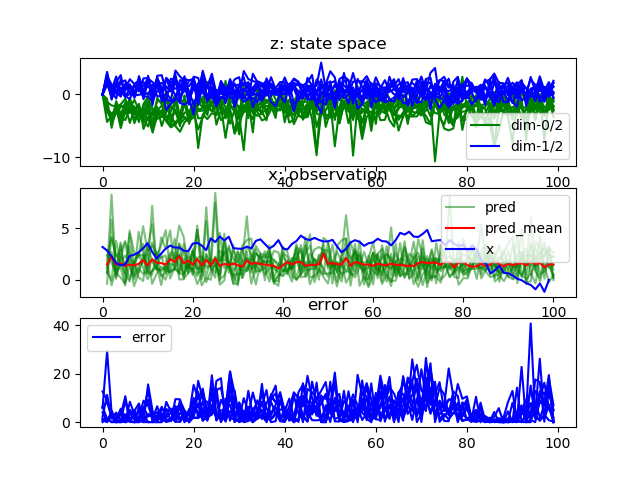 z: state space
0
−10
dim-0/2
dim-1/2
0 20 40 60 80 100
x: observation
5
0
pred
pred_mean
x
0 20 40 60 80 100
error
40
20
0
error
0 20 40 60 80 100